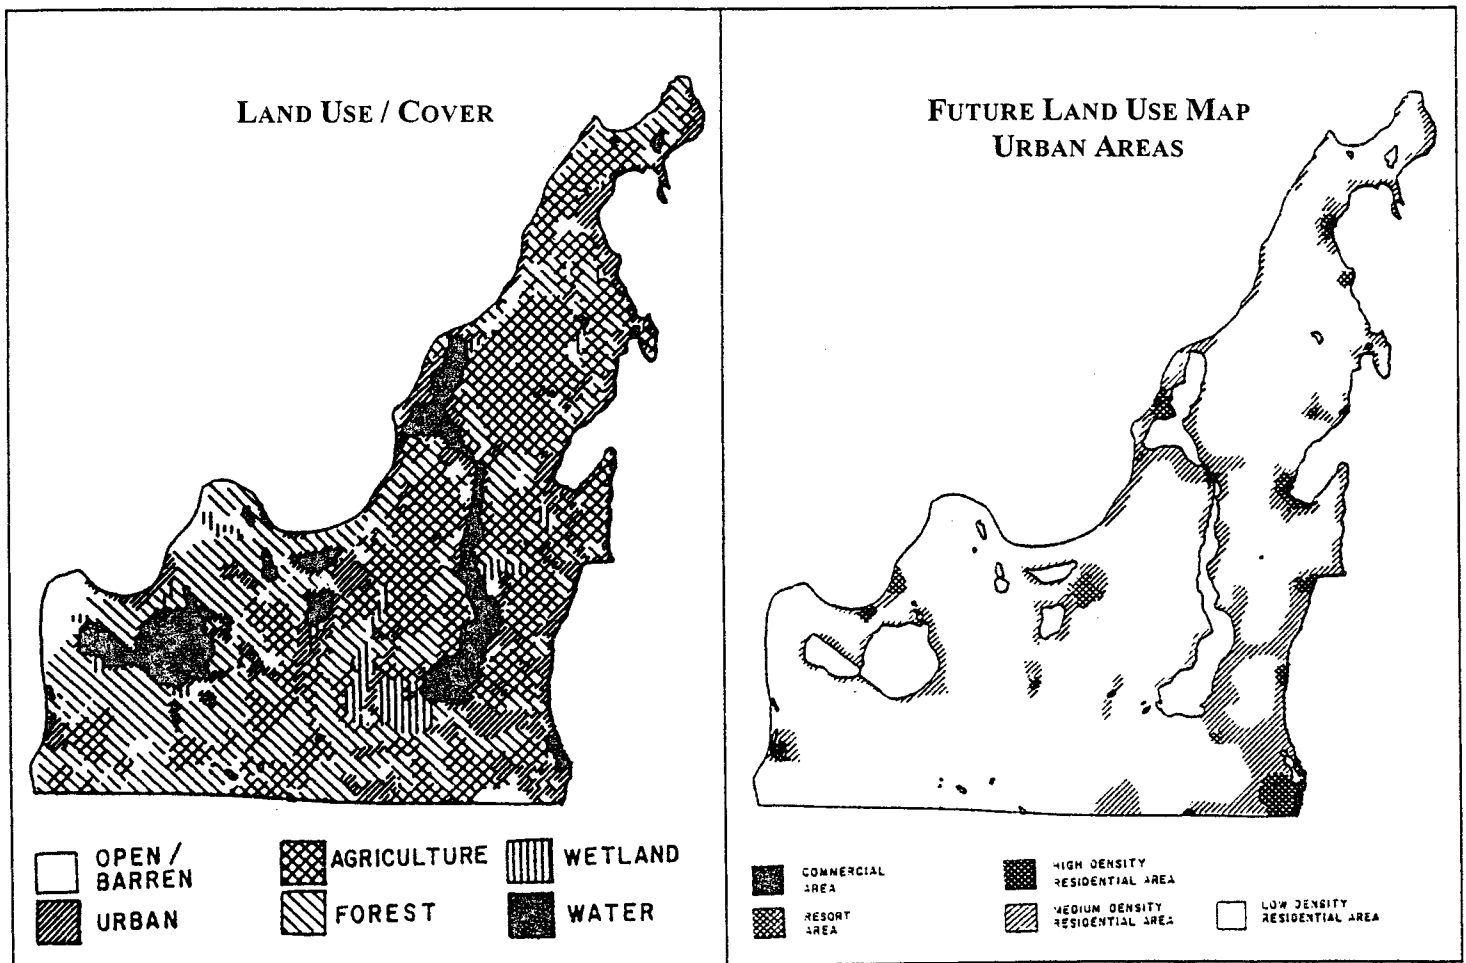 LAND USE / COVER
OPEN /
BARREN
URBAN
AGRICULTURE
FOREST
WETLAND
WATER
FUTURE LAND USE MAP
URBAN AREAS
COMMERCIAL
AREA
RESORT
AREA
HIGH DENSITY
RESIDENTIAL AREA
MEDIUM DENSITY
RESIDENTIAL AREA
LOW DENSITY
RESIDENTIAL AREA